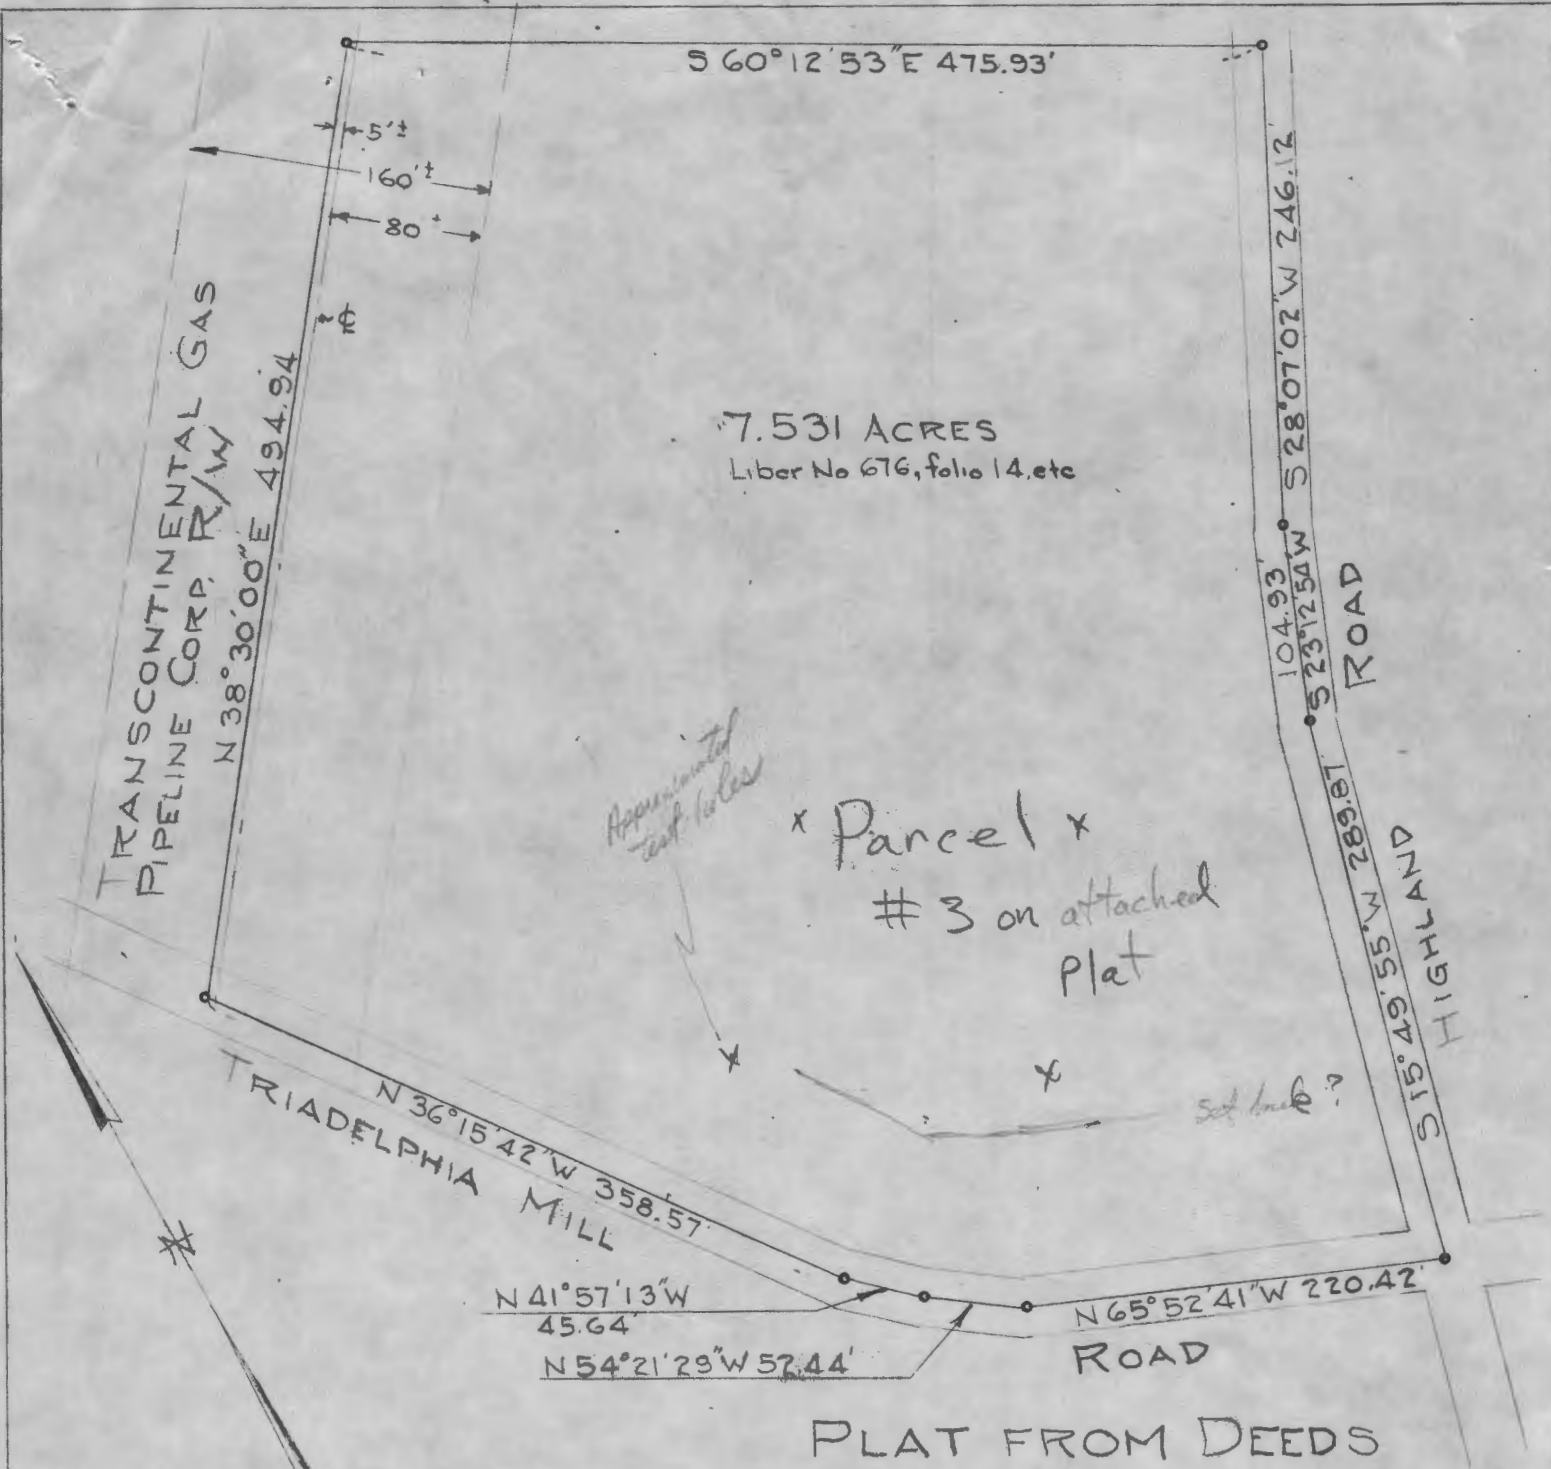 S 60° 12' 53" E 475.93'
5'±
160'±
80'±
℄
TRANSCONTINENTAL GAS
PIPELINE CORP. R/W
N 38° 30' 00" E 494.94
7.531 ACRES
Liber No 676, folio 14, etc
S 28° 07' 02" W 246.12'
S 23° 12' 54" W
104.93'
S 15° 49' 55" W 289.87
HIGHLAND ROAD
Approximated
test holes
x Parcel x
# 3 on attached
plat
x
x
Set back ?
N 36° 15' 42" W 358.57'
TRIADELPHIA MILL
N 41° 57' 13" W
45.64'
N 54° 21' 29" W 52.44'
N 65° 52' 41" W 220.42'
ROAD
PLAT FROM DEEDS